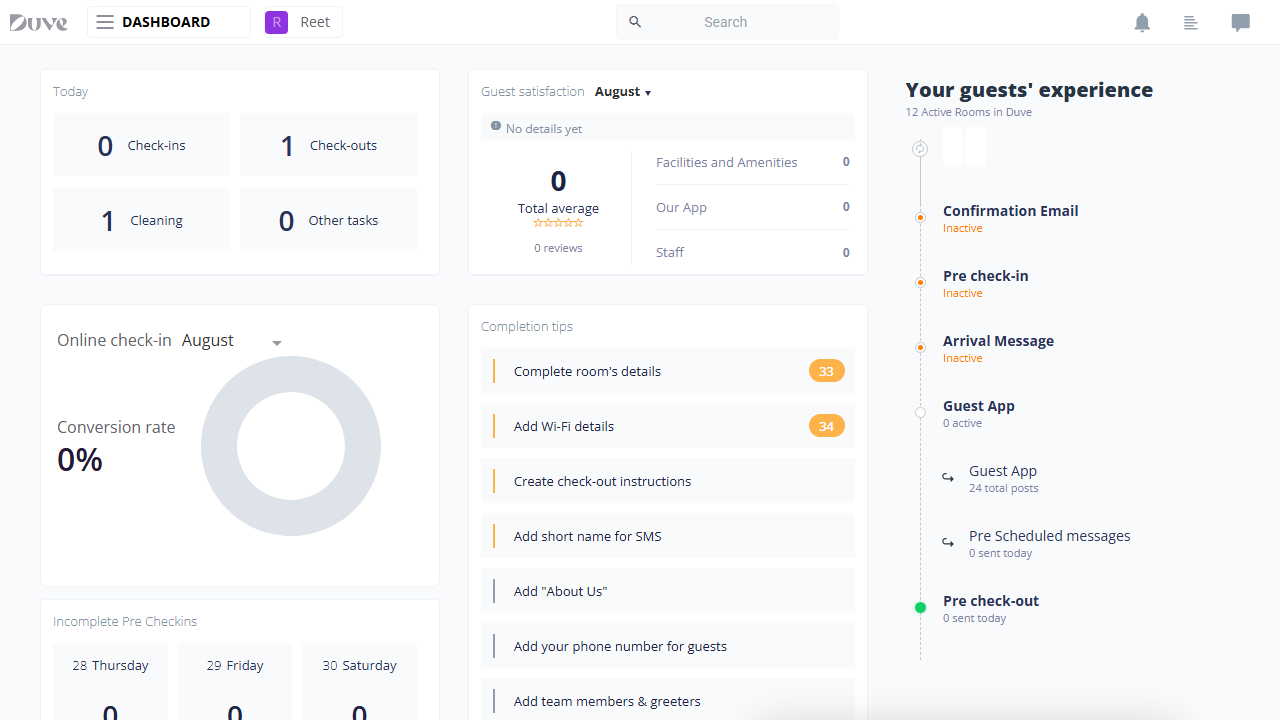 Duve
DASHBOARD
R
Reet
Search
Today
0 Check-ins
1 Check-outs
1 Cleaning
0 Other tasks
Guest satisfaction August
No details yet
0
Total average
0 reviews
Facilities and Amenities 0
Our App 0
Staff 0
Online check-in August
Conversion rate
0%
Incomplete Pre Checkins
28 Thursday
0
29 Friday
0
30 Saturday
0
Completion tips
Complete room's details 33
Add Wi-Fi details 34
Create check-out instructions
Add short name for SMS
Add "About Us"
Add your phone number for guests
Add team members & greeters
Your guests' experience
12 Active Rooms in Duve
Confirmation Email
Inactive
Pre check-in
Inactive
Arrival Message
Inactive
Guest App
0 active
Guest App
24 total posts
Pre Scheduled messages
0 sent today
Pre check-out
0 sent today